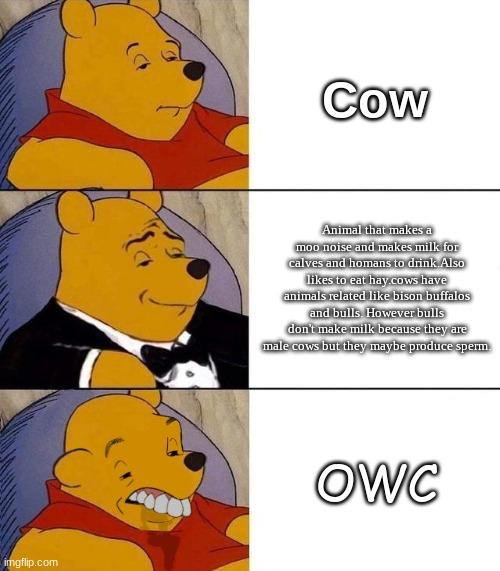 Cow
Animal that makes a
moo noise and makes milk for
calves and homans to drink.Also
likes to eat hay.cows have
animals related like bison buffalos
and bulls. However bulls
don't make milk because they are
male cows but they maybe produce sperm.
OWC
imgflip.com